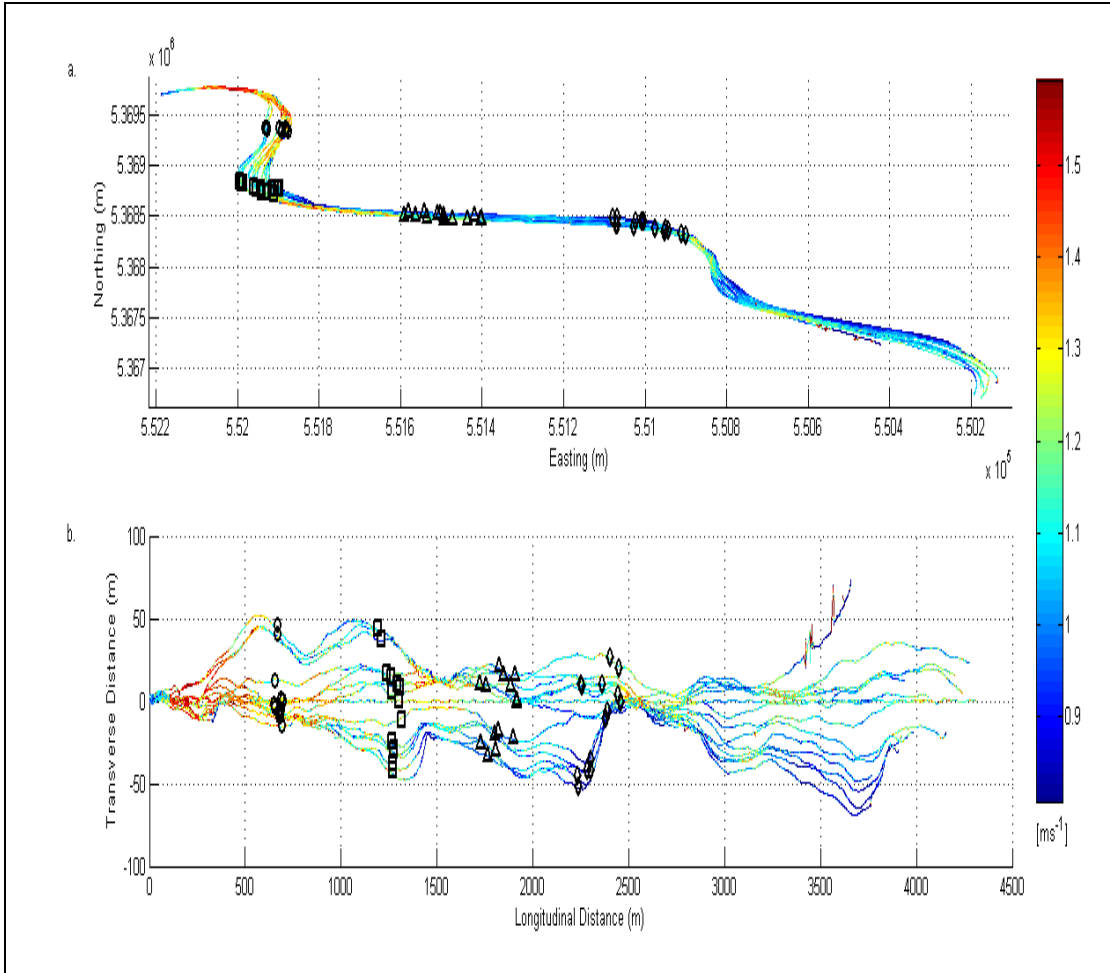 a.
x 10^6
5.3695
5.369
5.3685
5.368
5.3675
5.367
Northing (m)
5.522 5.52 5.518 5.516 5.514 5.512 5.51 5.508 5.506 5.504 5.502
Easting (m)
x 10^5
b.
100
50
0
-50
-100
Transverse Distance (m)
0 500 1000 1500 2000 2500 3000 3500 4000 4500
Longitudinal Distance (m)
1.5
1.4
1.3
1.2
1.1
1
0.9
[ms^-1]